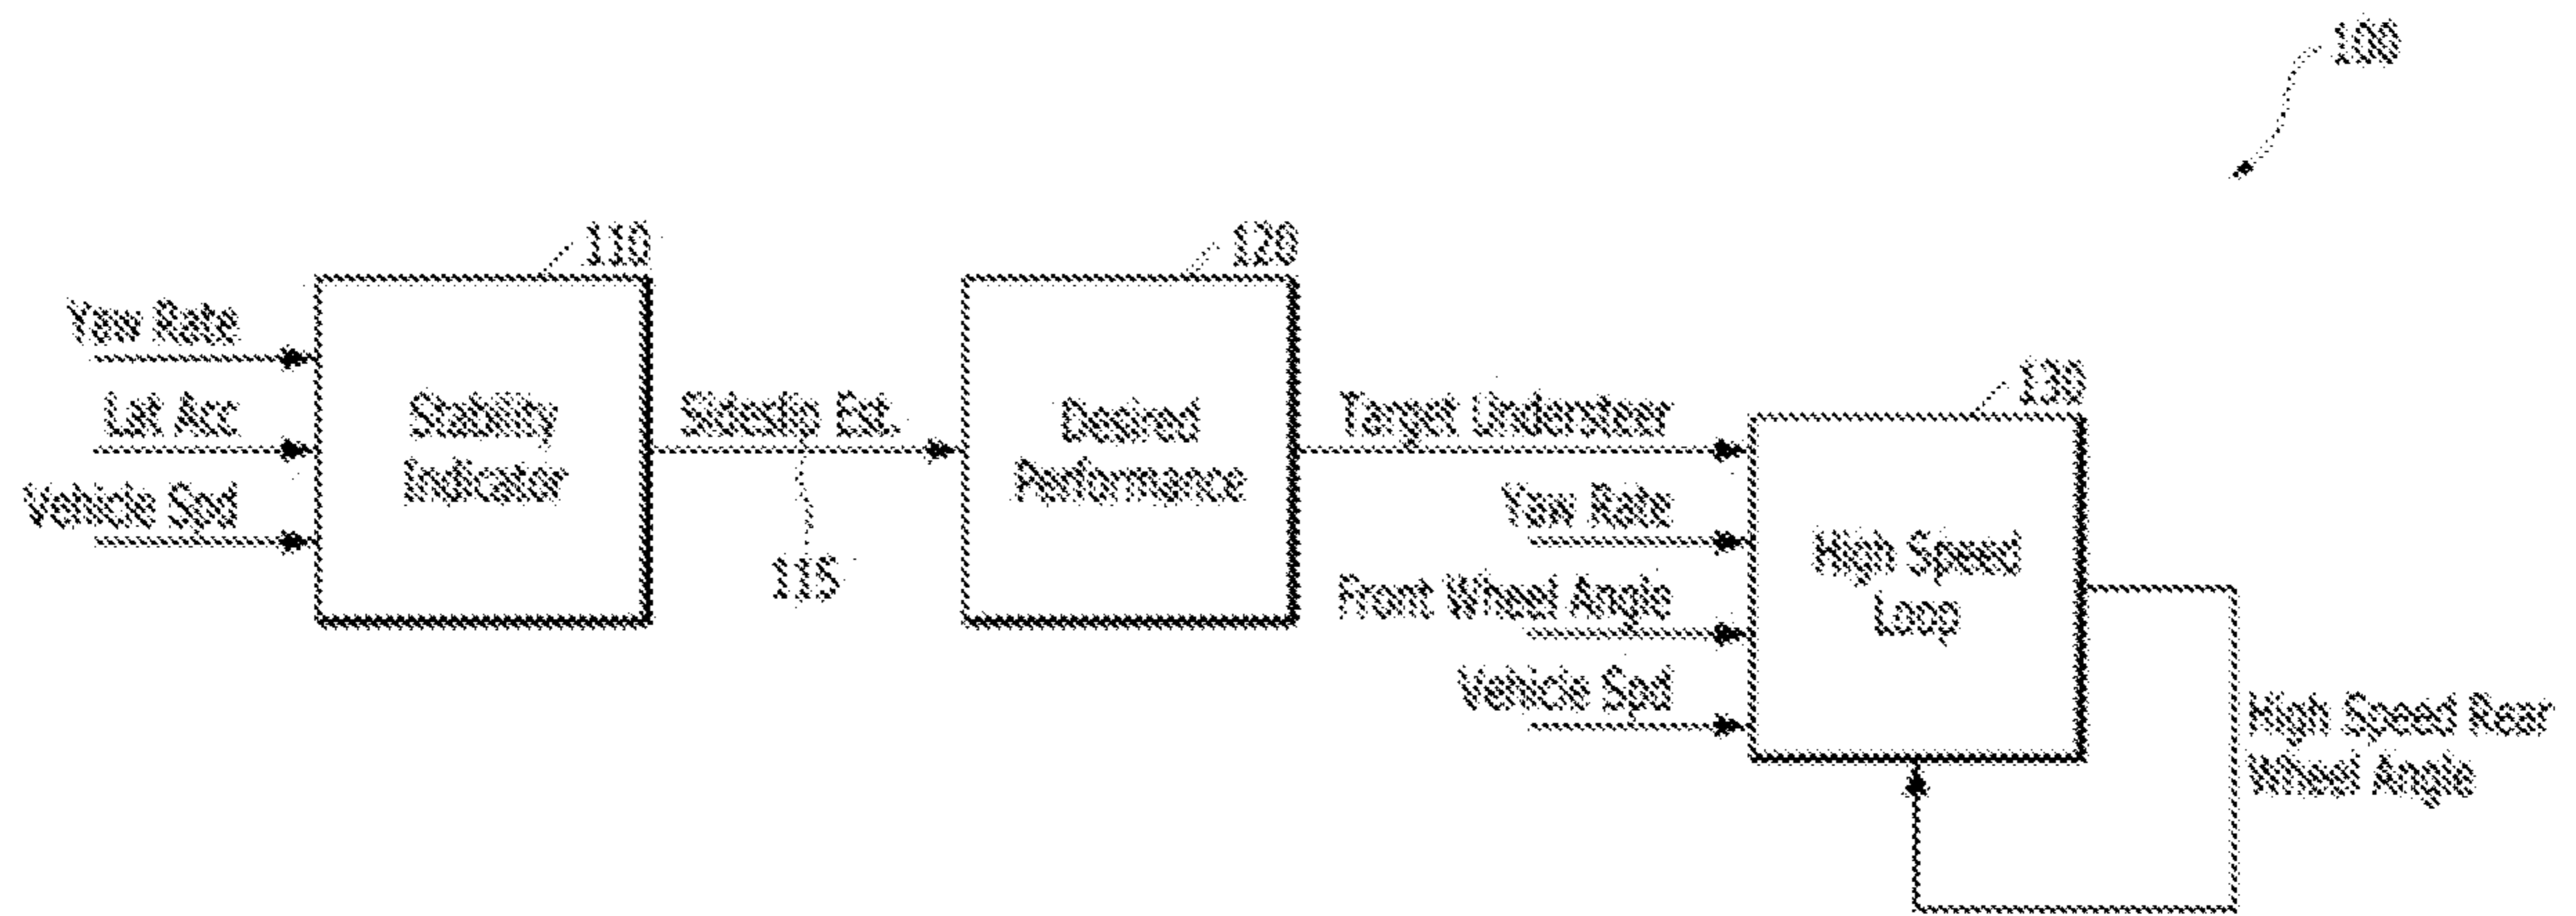 100
110
120
Yaw Rate
130
Lat Acc
Stability
Indicator
Sideslip Est.
Desired
Performance
Target Understeer
Vehicle Spd
Yaw Rate
115
High Speed
Loop
Front Wheel Angle
Vehicle Spd
High Speed Rear
Wheel Angle